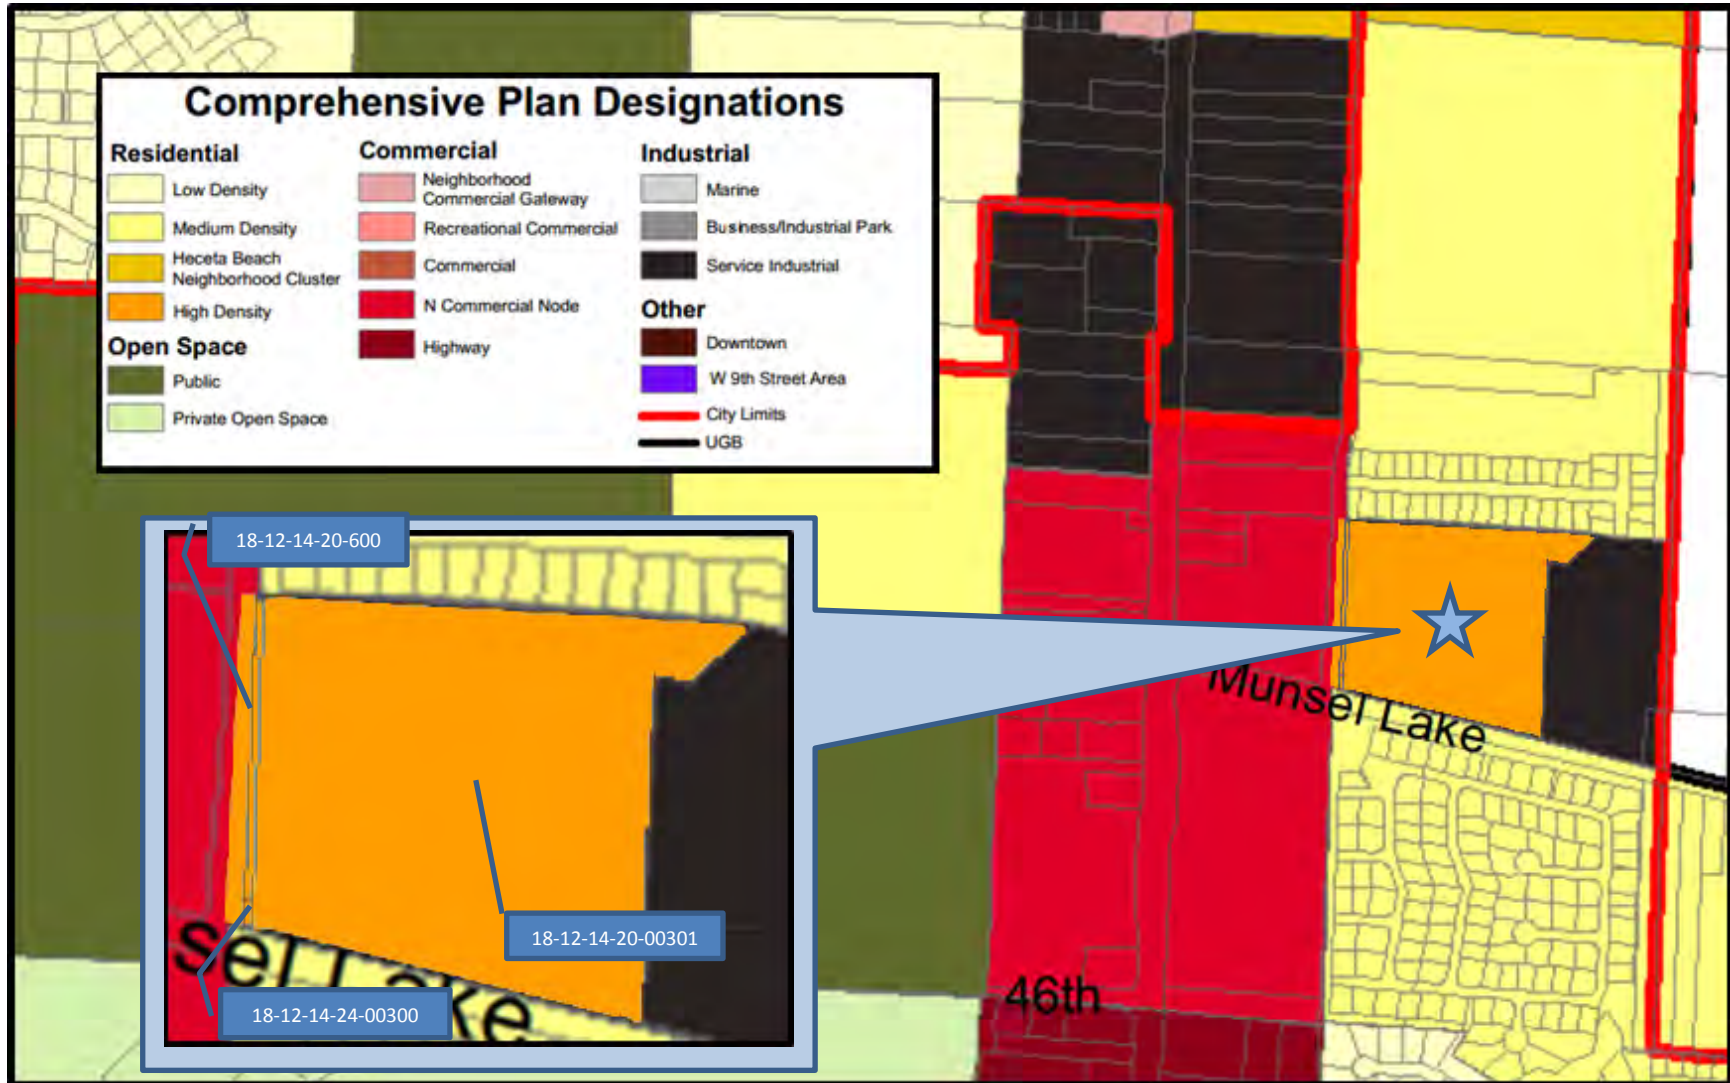 Comprehensive Plan Designations
Residential
Low Density
Medium Density
Heceta Beach
Neighborhood Cluster
High Density
Open Space
Public
Private Open Space
Commercial
Neighborhood
Commercial Gateway
Recreational Commercial
Commercial
N Commercial Node
Highway
Industrial
Marine
Business/Industrial Park
Service Industrial
Other
Downtown
W 9th Street Area
City Limits
UGB
18-12-14-20-600
18-12-14-20-00301
18-12-14-24-00300
sel Lake
Munsel Lake
46th